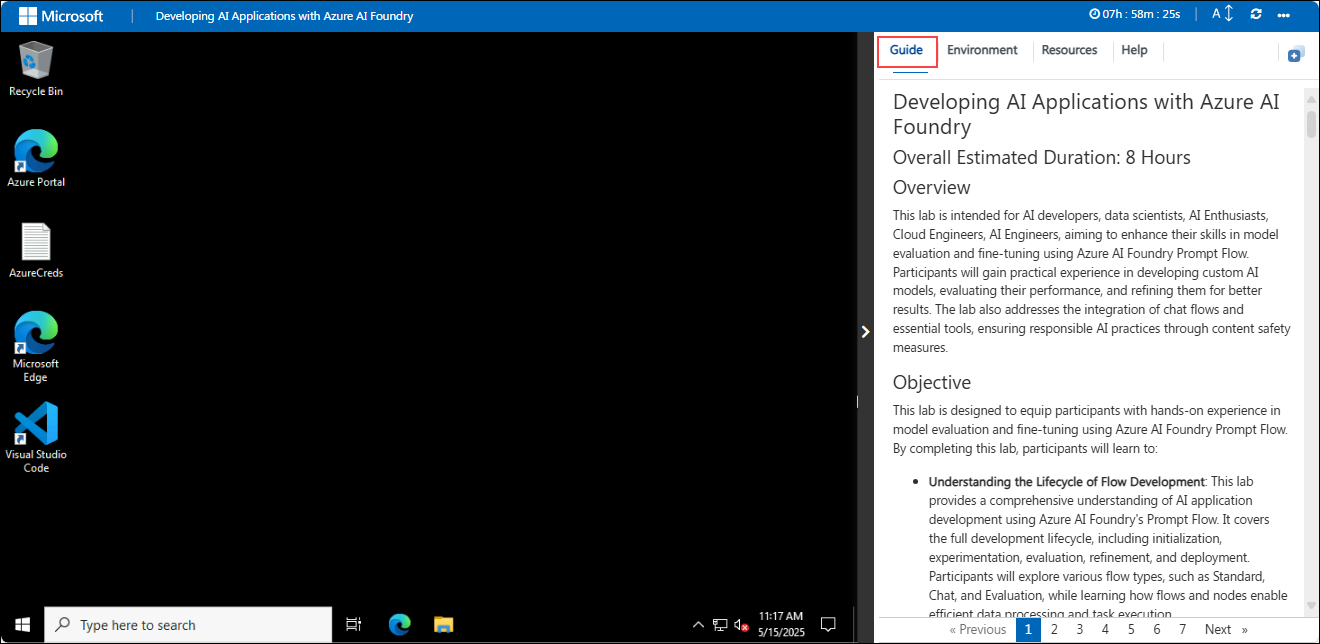 Microsoft
Developing AI Applications with Azure AI Foundry
07h : 58m : 25s
A
Recycle Bin
Azure Portal
AzureCreds
Microsoft
Edge
Visual Studio
Code
Type here to search
11:17 AM
5/15/2025
Guide
Environment
Resources
Help
Developing AI Applications with Azure AI
Foundry
Overall Estimated Duration: 8 Hours
Overview
This lab is intended for AI developers, data scientists, AI Enthusiasts,
Cloud Engineers, AI Engineers, aiming to enhance their skills in model
evaluation and fine-tuning using Azure AI Foundry Prompt Flow.
Participants will gain practical experience in developing custom AI
models, evaluating their performance, and refining them for better
results. The lab also addresses the integration of chat flows and
essential tools, ensuring responsible AI practices through content safety
measures.
Objective
This lab is designed to equip participants with hands-on experience in
model evaluation and fine-tuning using Azure AI Foundry Prompt Flow.
By completing this lab, participants will learn to:
• Understanding the Lifecycle of Flow Development: This lab
provides a comprehensive understanding of AI application
development using Azure AI Foundry's Prompt Flow. It covers
the full development lifecycle, including initialization,
experimentation, evaluation, refinement, and deployment.
Participants will explore various flow types, such as Standard,
Chat, and Evaluation, while learning how flows and nodes enable
efficient data processing and task execution
« Previous 1 2 3 4 5 6 7 Next »